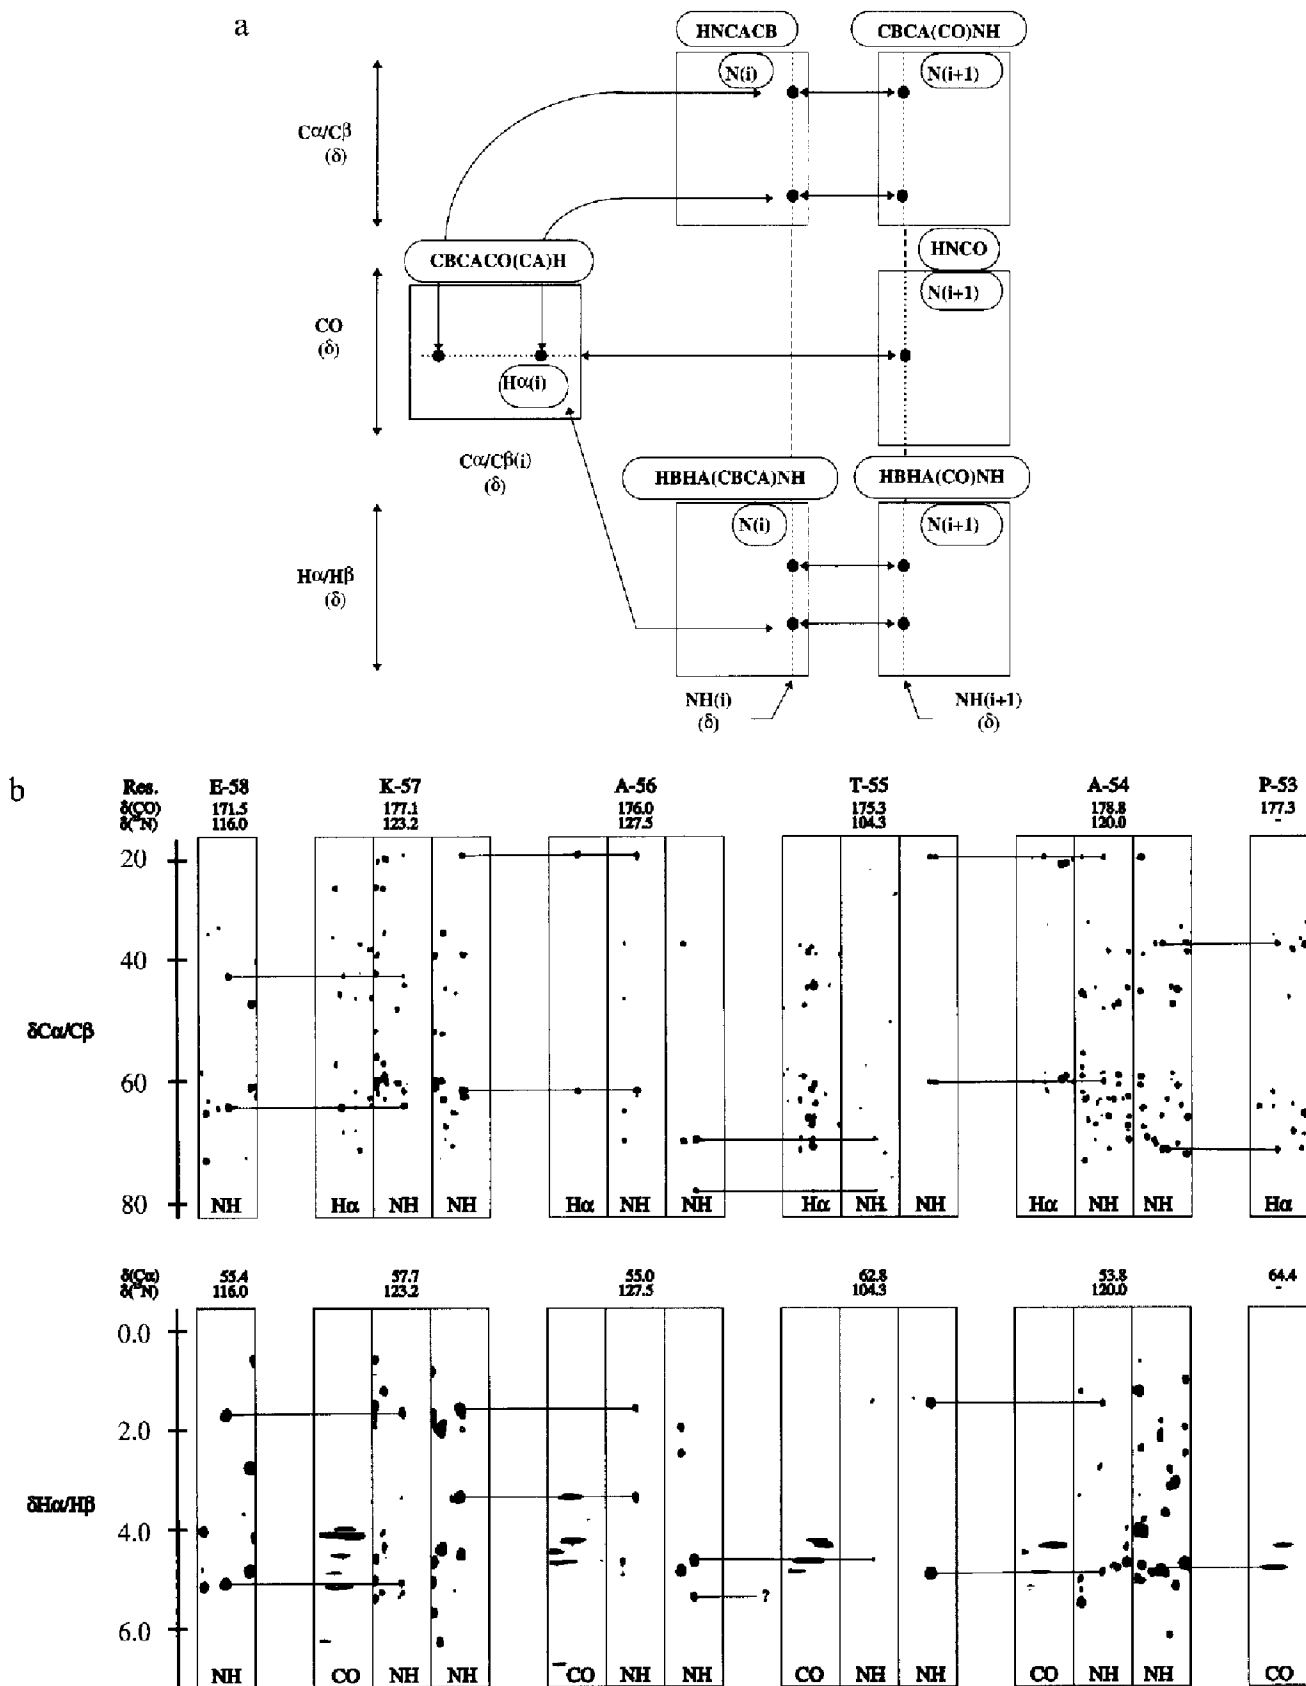 a
HNCACB CBCA(CO)NH
N(i) N(i+1)
Cα/Cβ
(δ)
CBCACO(CA)H
HNCO
N(i+1)
CO
(δ)
Hα(i)
Cα/Cβ(i)
(δ)
HBHA(CBCA)NH HBHA(CO)NH
N(i) N(i+1)
Hα/Hβ
(δ)
NH(i) NH(i+1)
(δ) (δ)
b
Res. E-58 K-57 A-56 T-55 A-54 P-53
δ(CO) 171.5 177.1 176.0 175.3 178.8 177.3
δ(¹⁵N) 116.0 123.2 127.5 104.3 120.0 -
20
40
δCα/Cβ
60
80
NH Hα NH NH Hα NH NH Hα NH NH Hα NH NH Hα
δ(Cα) 55.4 57.7 55.0 62.8 53.8 64.4
δ(¹⁵N) 116.0 123.2 127.5 104.3 120.0 -
0.0
2.0
δHα/Hβ
4.0
?
6.0
NH CO NH NH CO NH NH CO NH NH CO NH NH CO